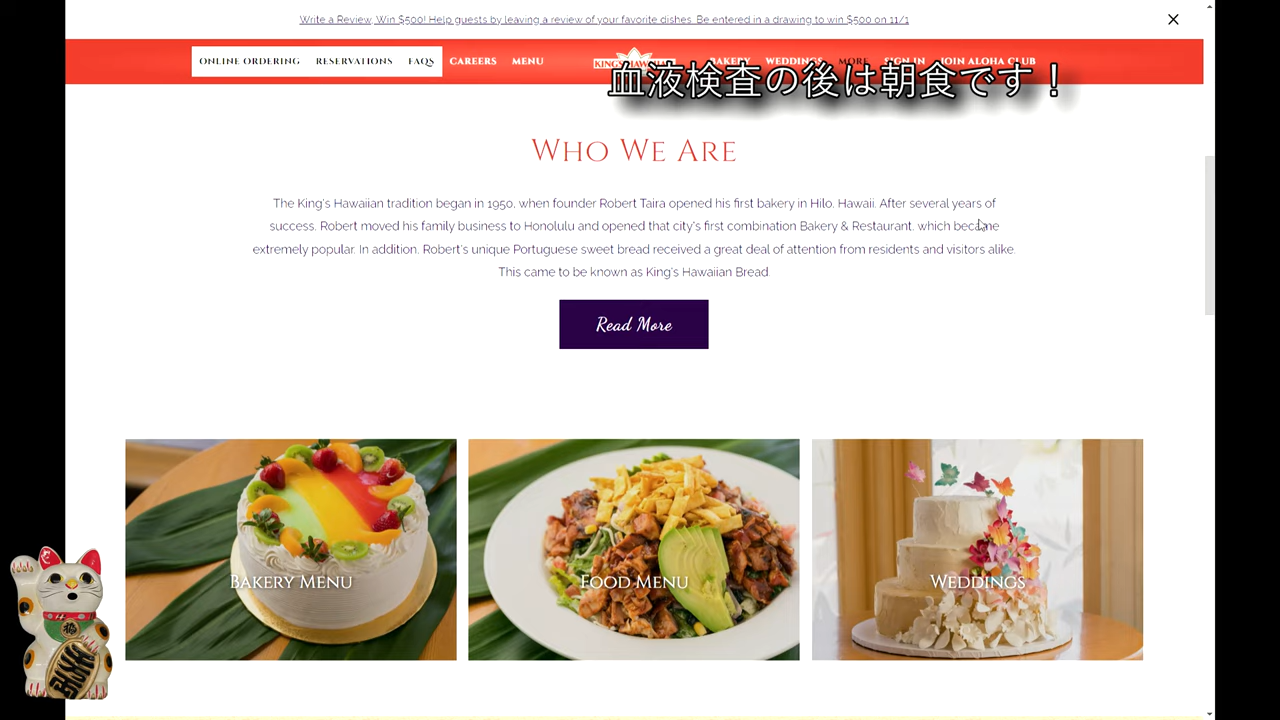 Write a Review, Win $500! Help guests by leaving a review of your favorite dishes. Be entered in a drawing to win $500 on 11/1
ONLINE ORDERING RESERVATIONS FAQS CAREERS MENU BAKERY WEDDINGS MORE SIGN IN JOIN ALOHA CLUB
血液検査の後は朝食です！
WHO WE ARE
The King's Hawaiian tradition began in 1950, when founder Robert Taira opened his first bakery in Hilo, Hawaii. After several years of
success, Robert moved his family business to Honolulu and opened that city's first combination Bakery & Restaurant, which became
extremely popular. In addition, Robert's unique Portuguese sweet bread received a great deal of attention from residents and visitors alike.
This came to be known as King's Hawaiian Bread.
Read More
BAKERY MENU
FOOD MENU
WEDDINGS